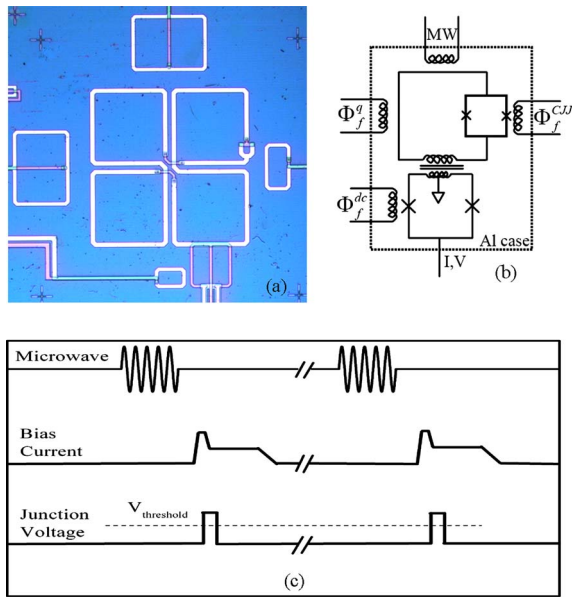 (a)
MW
Φ_f^q
Φ_f^CJJ
Φ_f^dc
Al case
I,V
(b)
Microwave
Bias
Current
Junction
Voltage
V_threshold
(c)